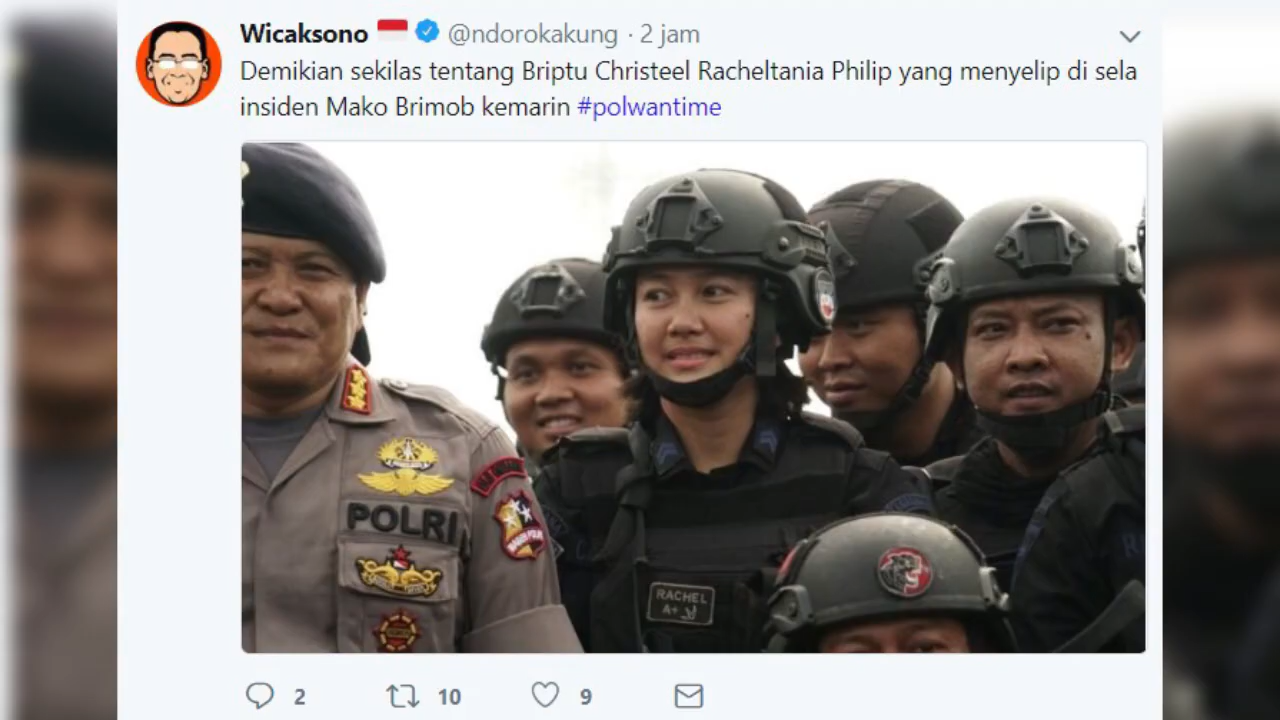 Wicaksono @ndorokakung · 2 jam
Demikian sekilas tentang Briptu Christeel Racheltania Philip yang menyelip di sela
insiden Mako Brimob kemarin #polwantime
POLRI
RACHEL
A+
2 10 9